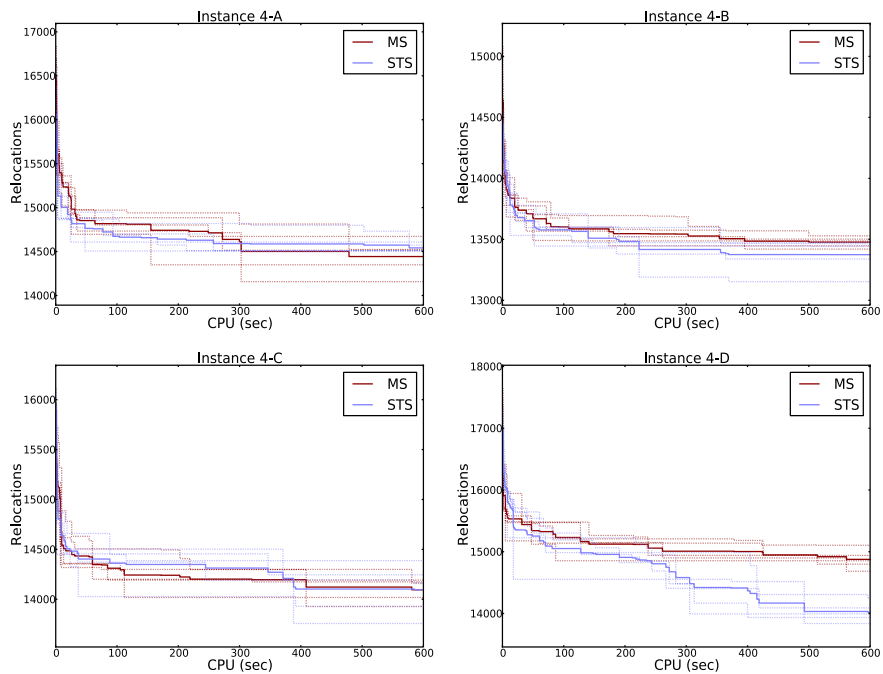 Instance 4-A
Relocations
17000
16500
16000
15500
15000
14500
14000
MS
STS
0 100 200 300 400 500 600
CPU (sec)
Instance 4-B
Relocations
15000
14500
14000
13500
13000
MS
STS
0 100 200 300 400 500 600
CPU (sec)
Instance 4-C
Relocations
16000
15500
15000
14500
14000
MS
STS
0 100 200 300 400 500 600
CPU (sec)
Instance 4-D
Relocations
18000
17000
16000
15000
14000
MS
STS
0 100 200 300 400 500 600
CPU (sec)